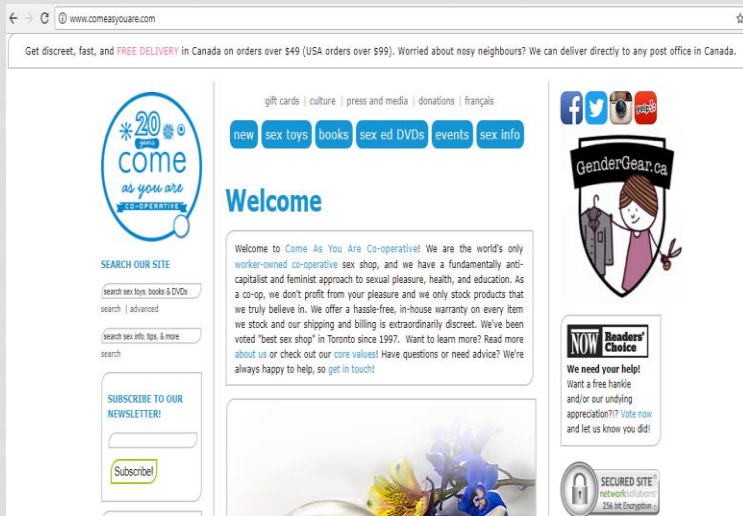 www.comeasyouare.com
Get discreet, fast, and FREE DELIVERY in Canada on orders over $49 (USA orders over $99). Worried about nosy neighbours? We can deliver directly to any post office in Canada.
20
years
come
as you are
CO-OPERATIVE
SEARCH OUR SITE
search sex toys, books & DVDs
search | advanced
search sex info, tips, & more
search
SUBSCRIBE TO OUR
NEWSLETTER!
Subscribe!
gift cards | culture | press and media | donations | français
new sex toys books sex ed DVDs events sex info
Welcome
Welcome to Come As You Are Co-operative! We are the world's only
worker-owned co-operative sex shop, and we have a fundamentally anti-
capitalist and feminist approach to sexual pleasure, health, and education. As
a co-op, we don't profit from your pleasure and we only stock products that
we truly believe in. We offer a hassle-free, in-house warranty on every item
we stock and our shipping and billing is extraordinarily discreet. We've been
voted "best sex shop" in Toronto since 1997. Want to learn more? Read more
about us or check out our core values! Have questions or need advice? We're
always happy to help, so get in touch!
yelp
GenderGear.ca
NOW Readers'
Choice
We need your help!
Want a free hankie
and/or our undying
appreciation?!? Vote now
and let us know you did!
SECURED SITE
networksolutions
256 bit Encryption